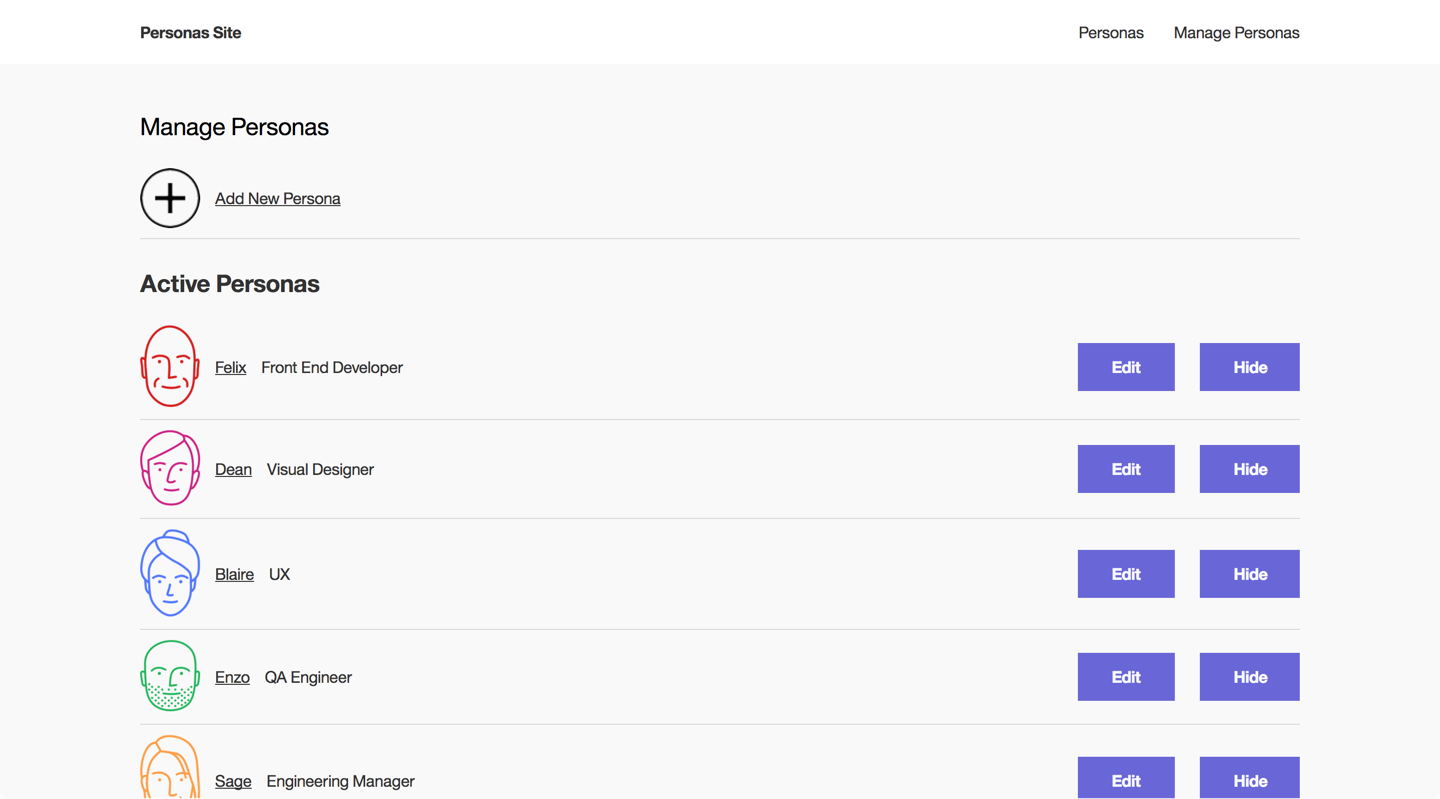 Personas Site Personas Manage Personas
Manage Personas
Add New Persona
Active Personas
Felix Front End Developer Edit Hide
Dean Visual Designer Edit Hide
Blaire UX Edit Hide
Enzo QA Engineer Edit Hide
Sage Engineering Manager Edit Hide